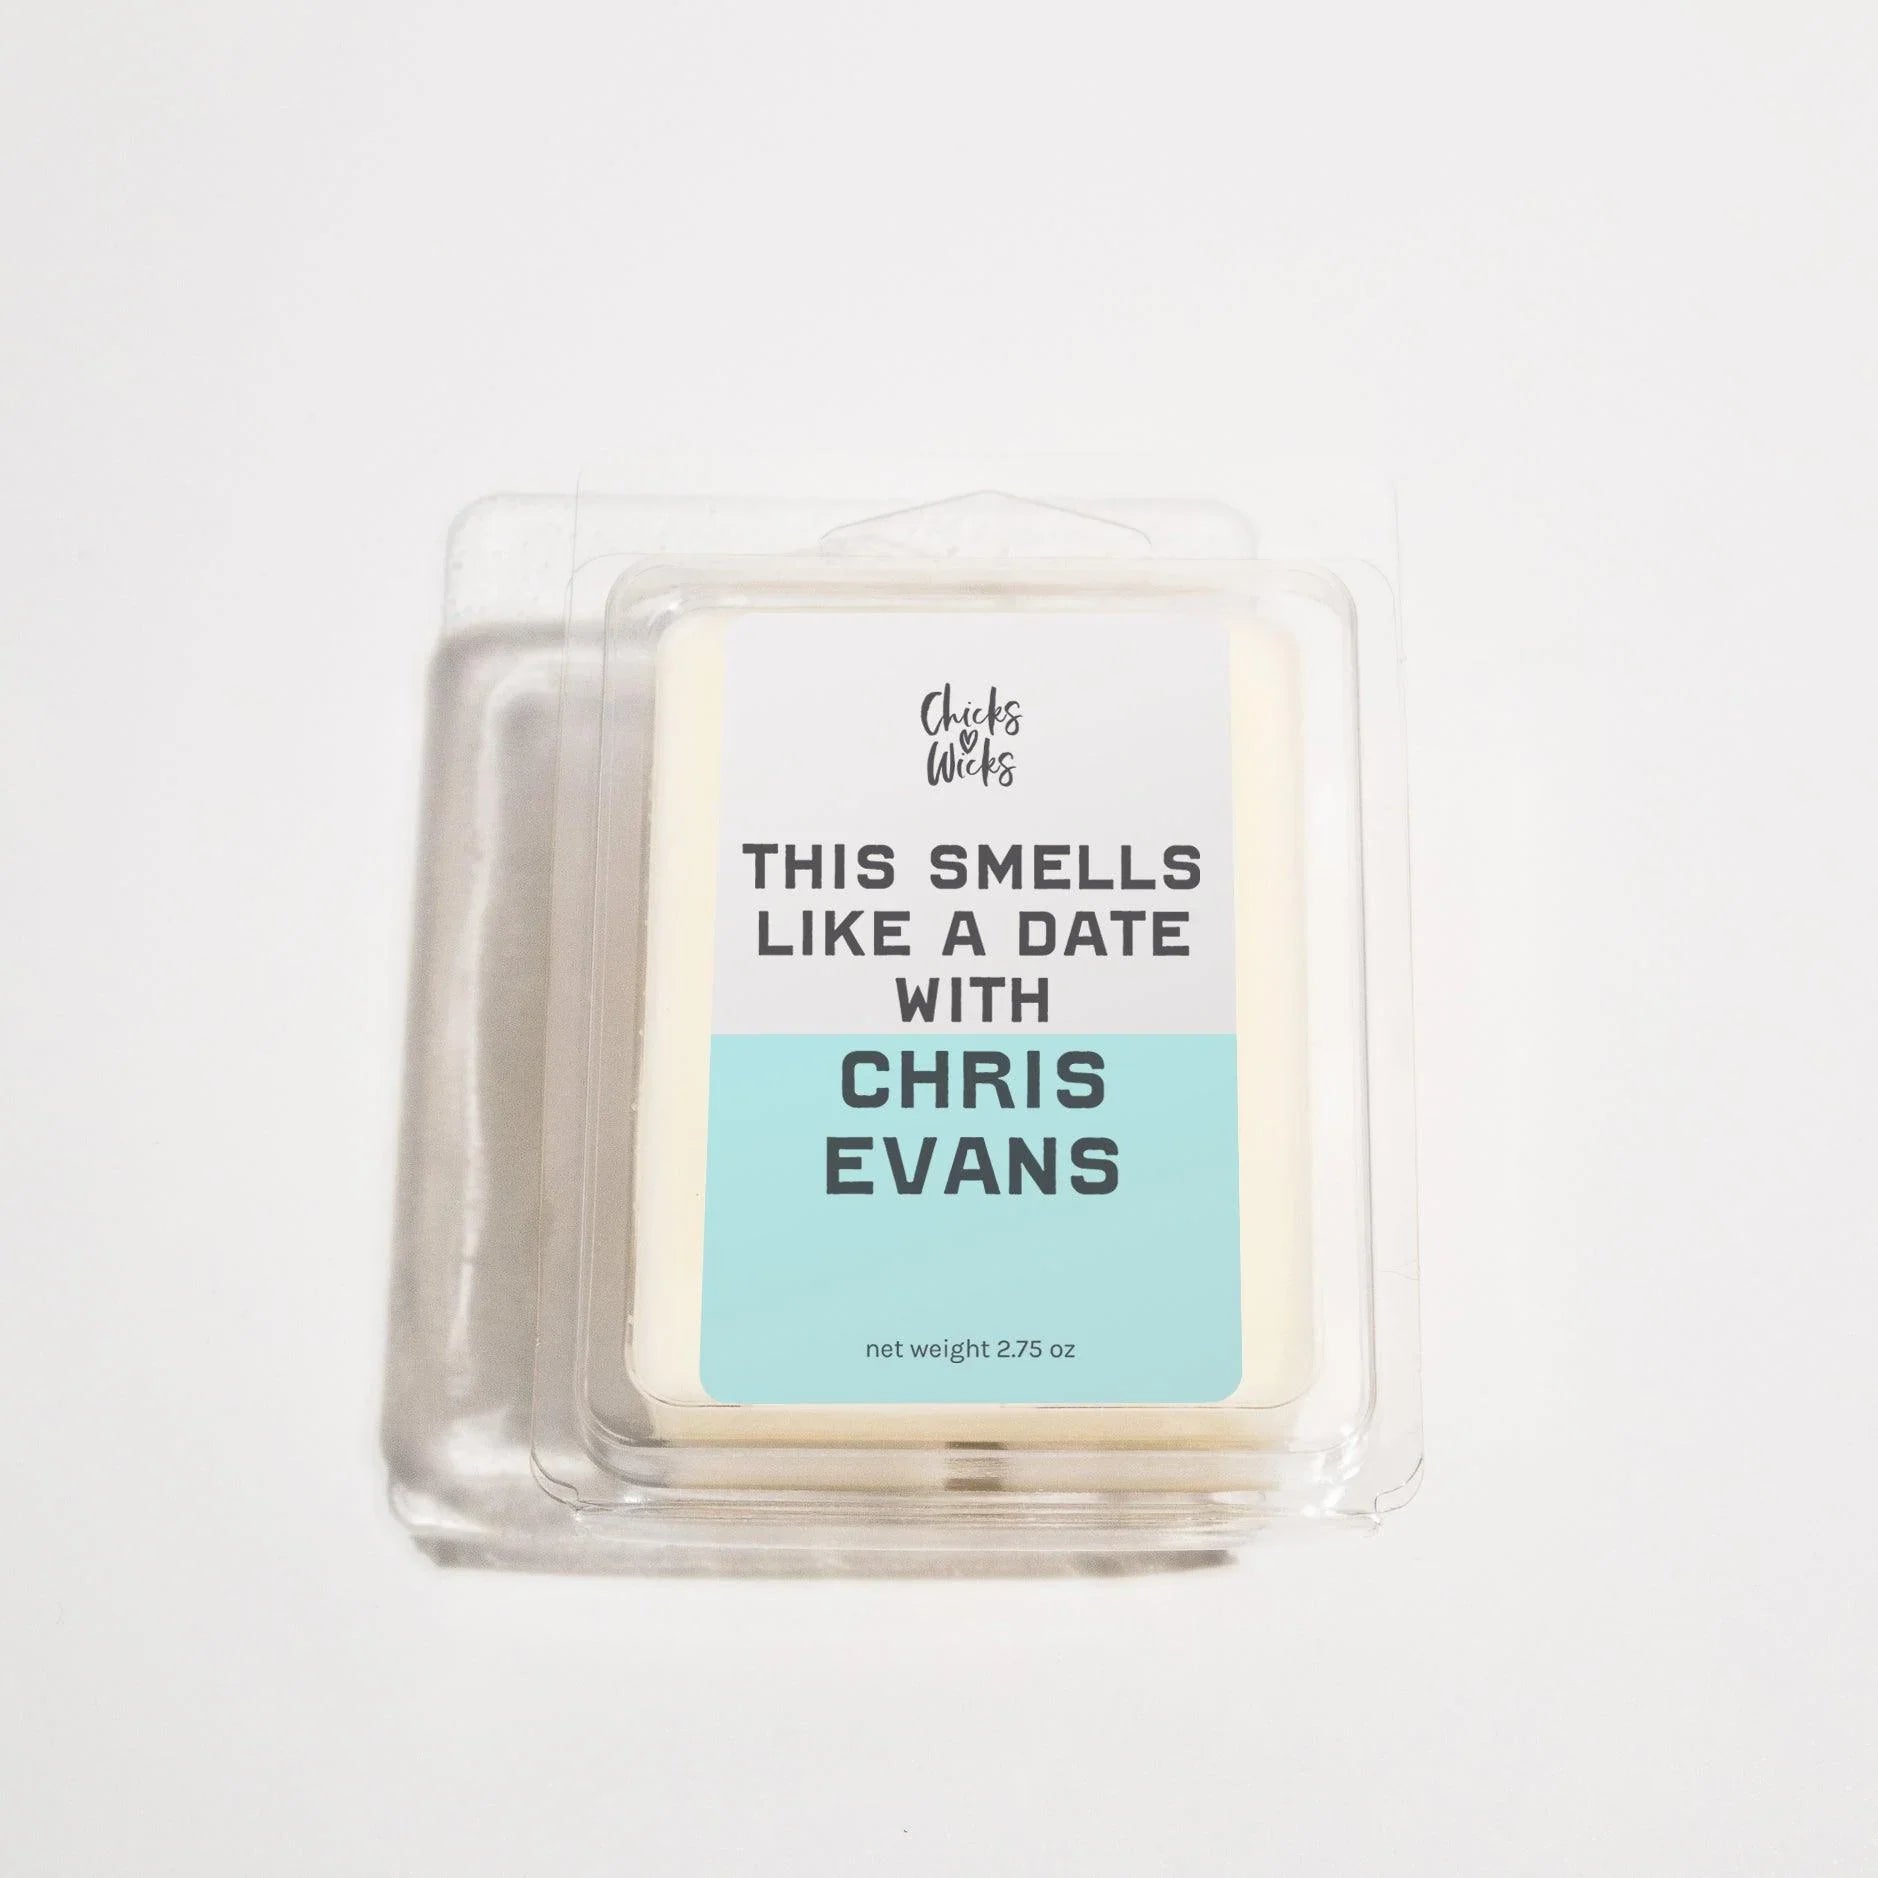 Chicks
Wicks
THIS SMELLS
LIKE A DATE
WITH
CHRIS
EVANS
net weight 2.75 oz